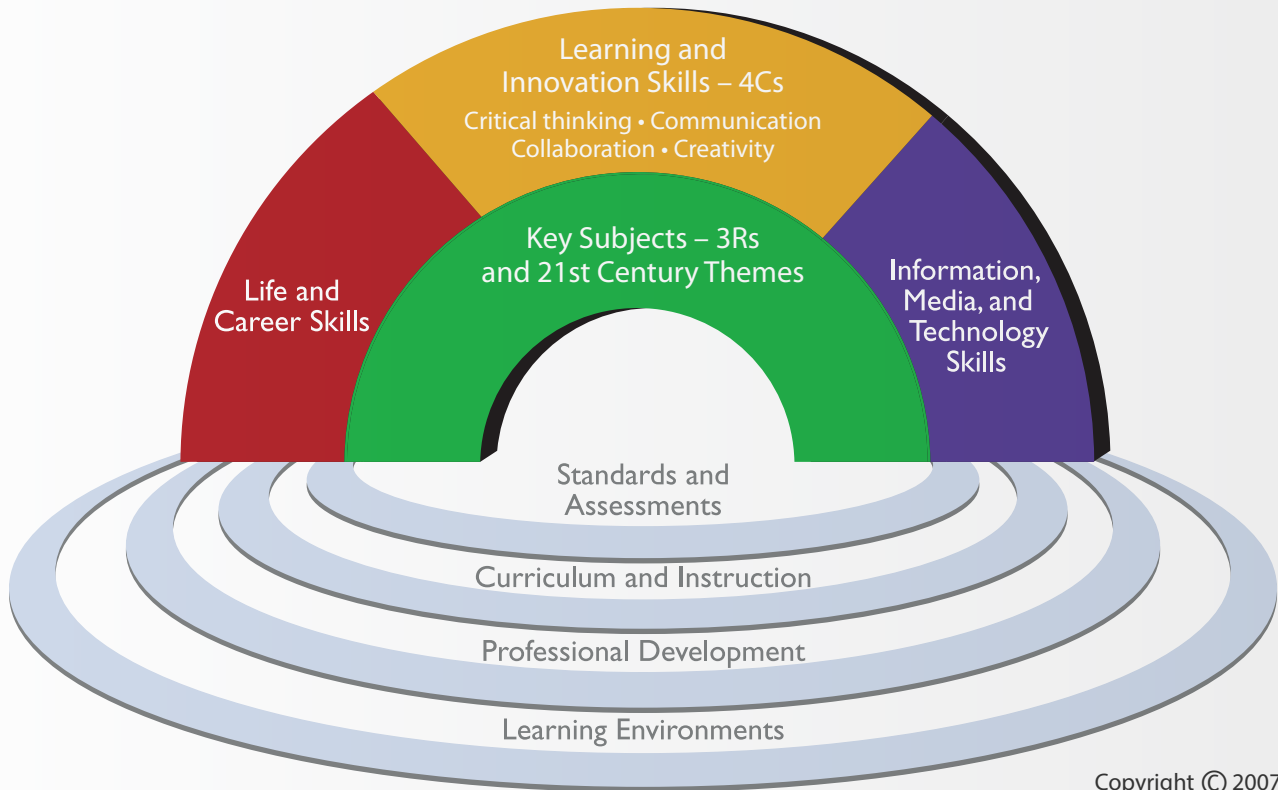 Learning and
Innovation Skills – 4Cs
Critical thinking • Communication
Collaboration • Creativity
Key Subjects – 3Rs
and 21st Century Themes
Life and
Career Skills
Information,
Media, and
Technology
Skills
Standards and
Assessments
Curriculum and Instruction
Professional Development
Learning Environments
Copyright © 2007